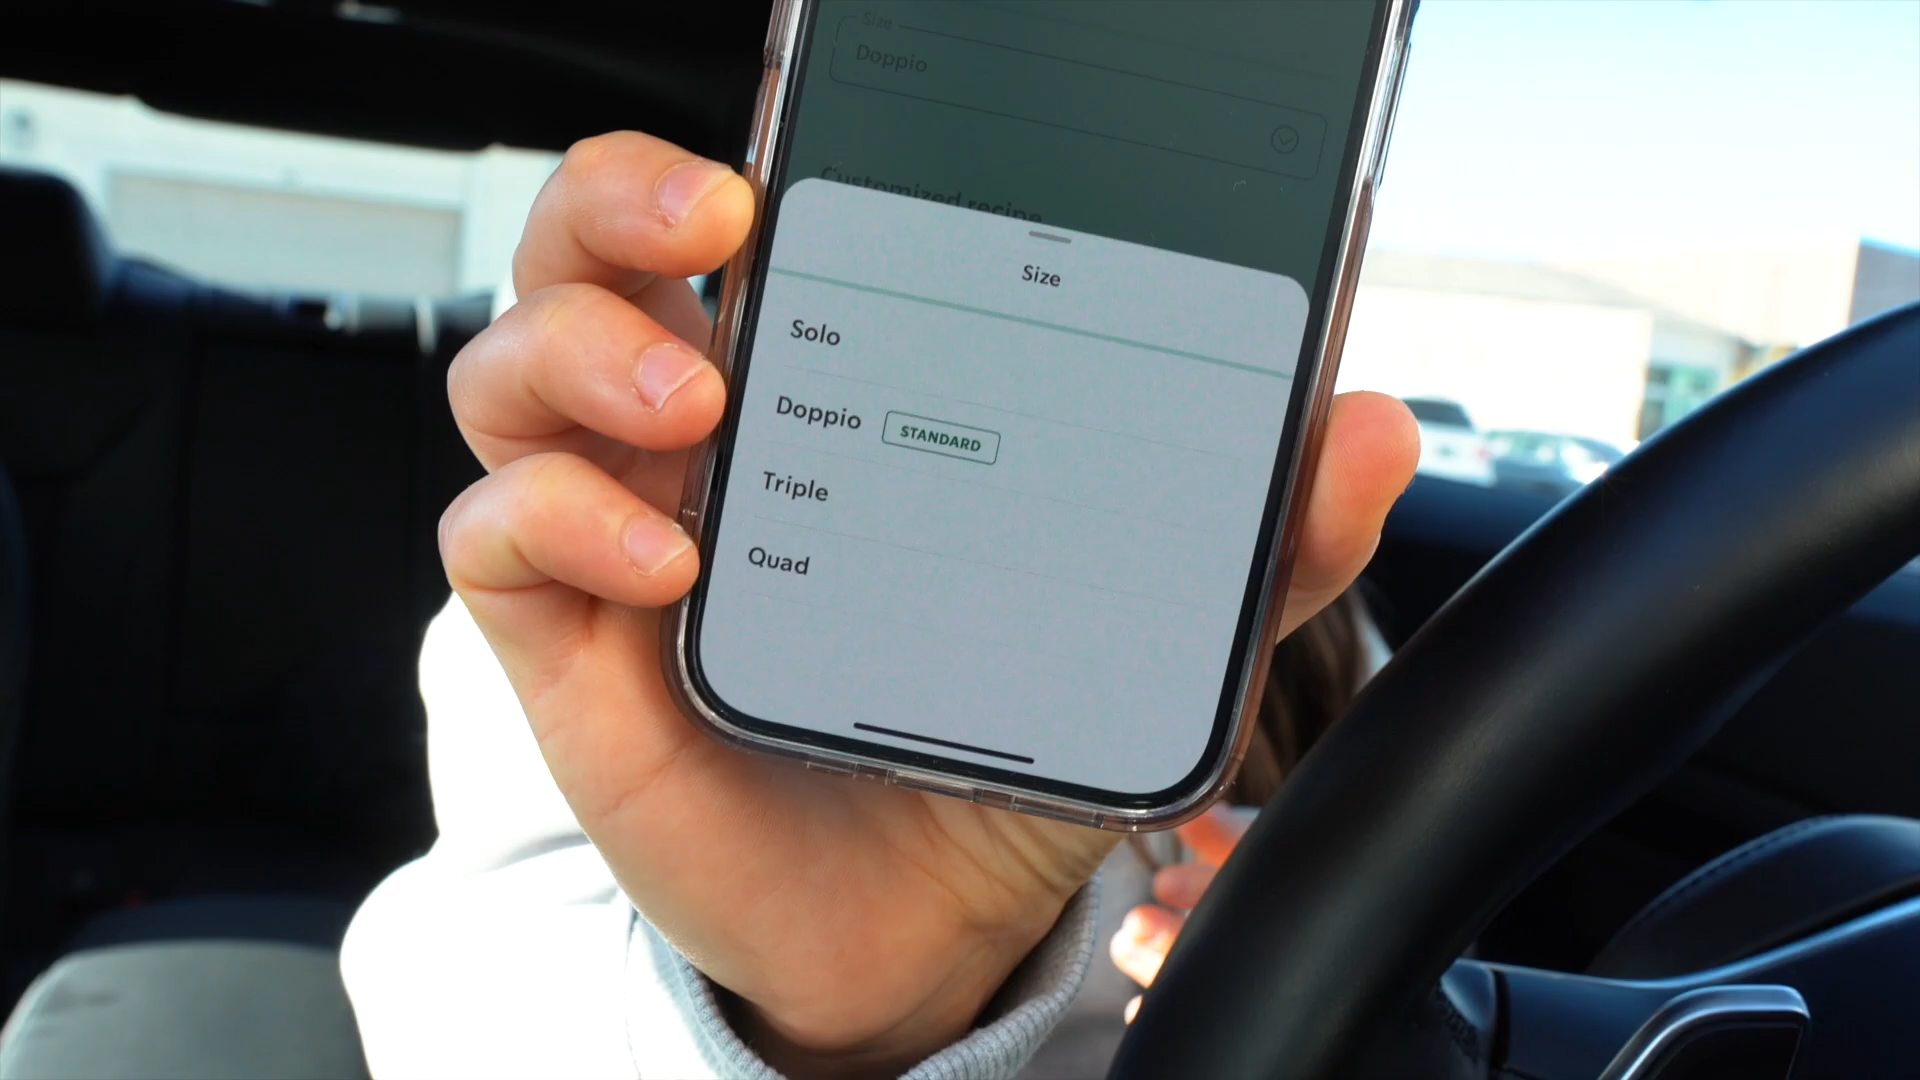 Size
Doppio
Customized recipe
Size
Solo
Doppio STANDARD
Triple
Quad